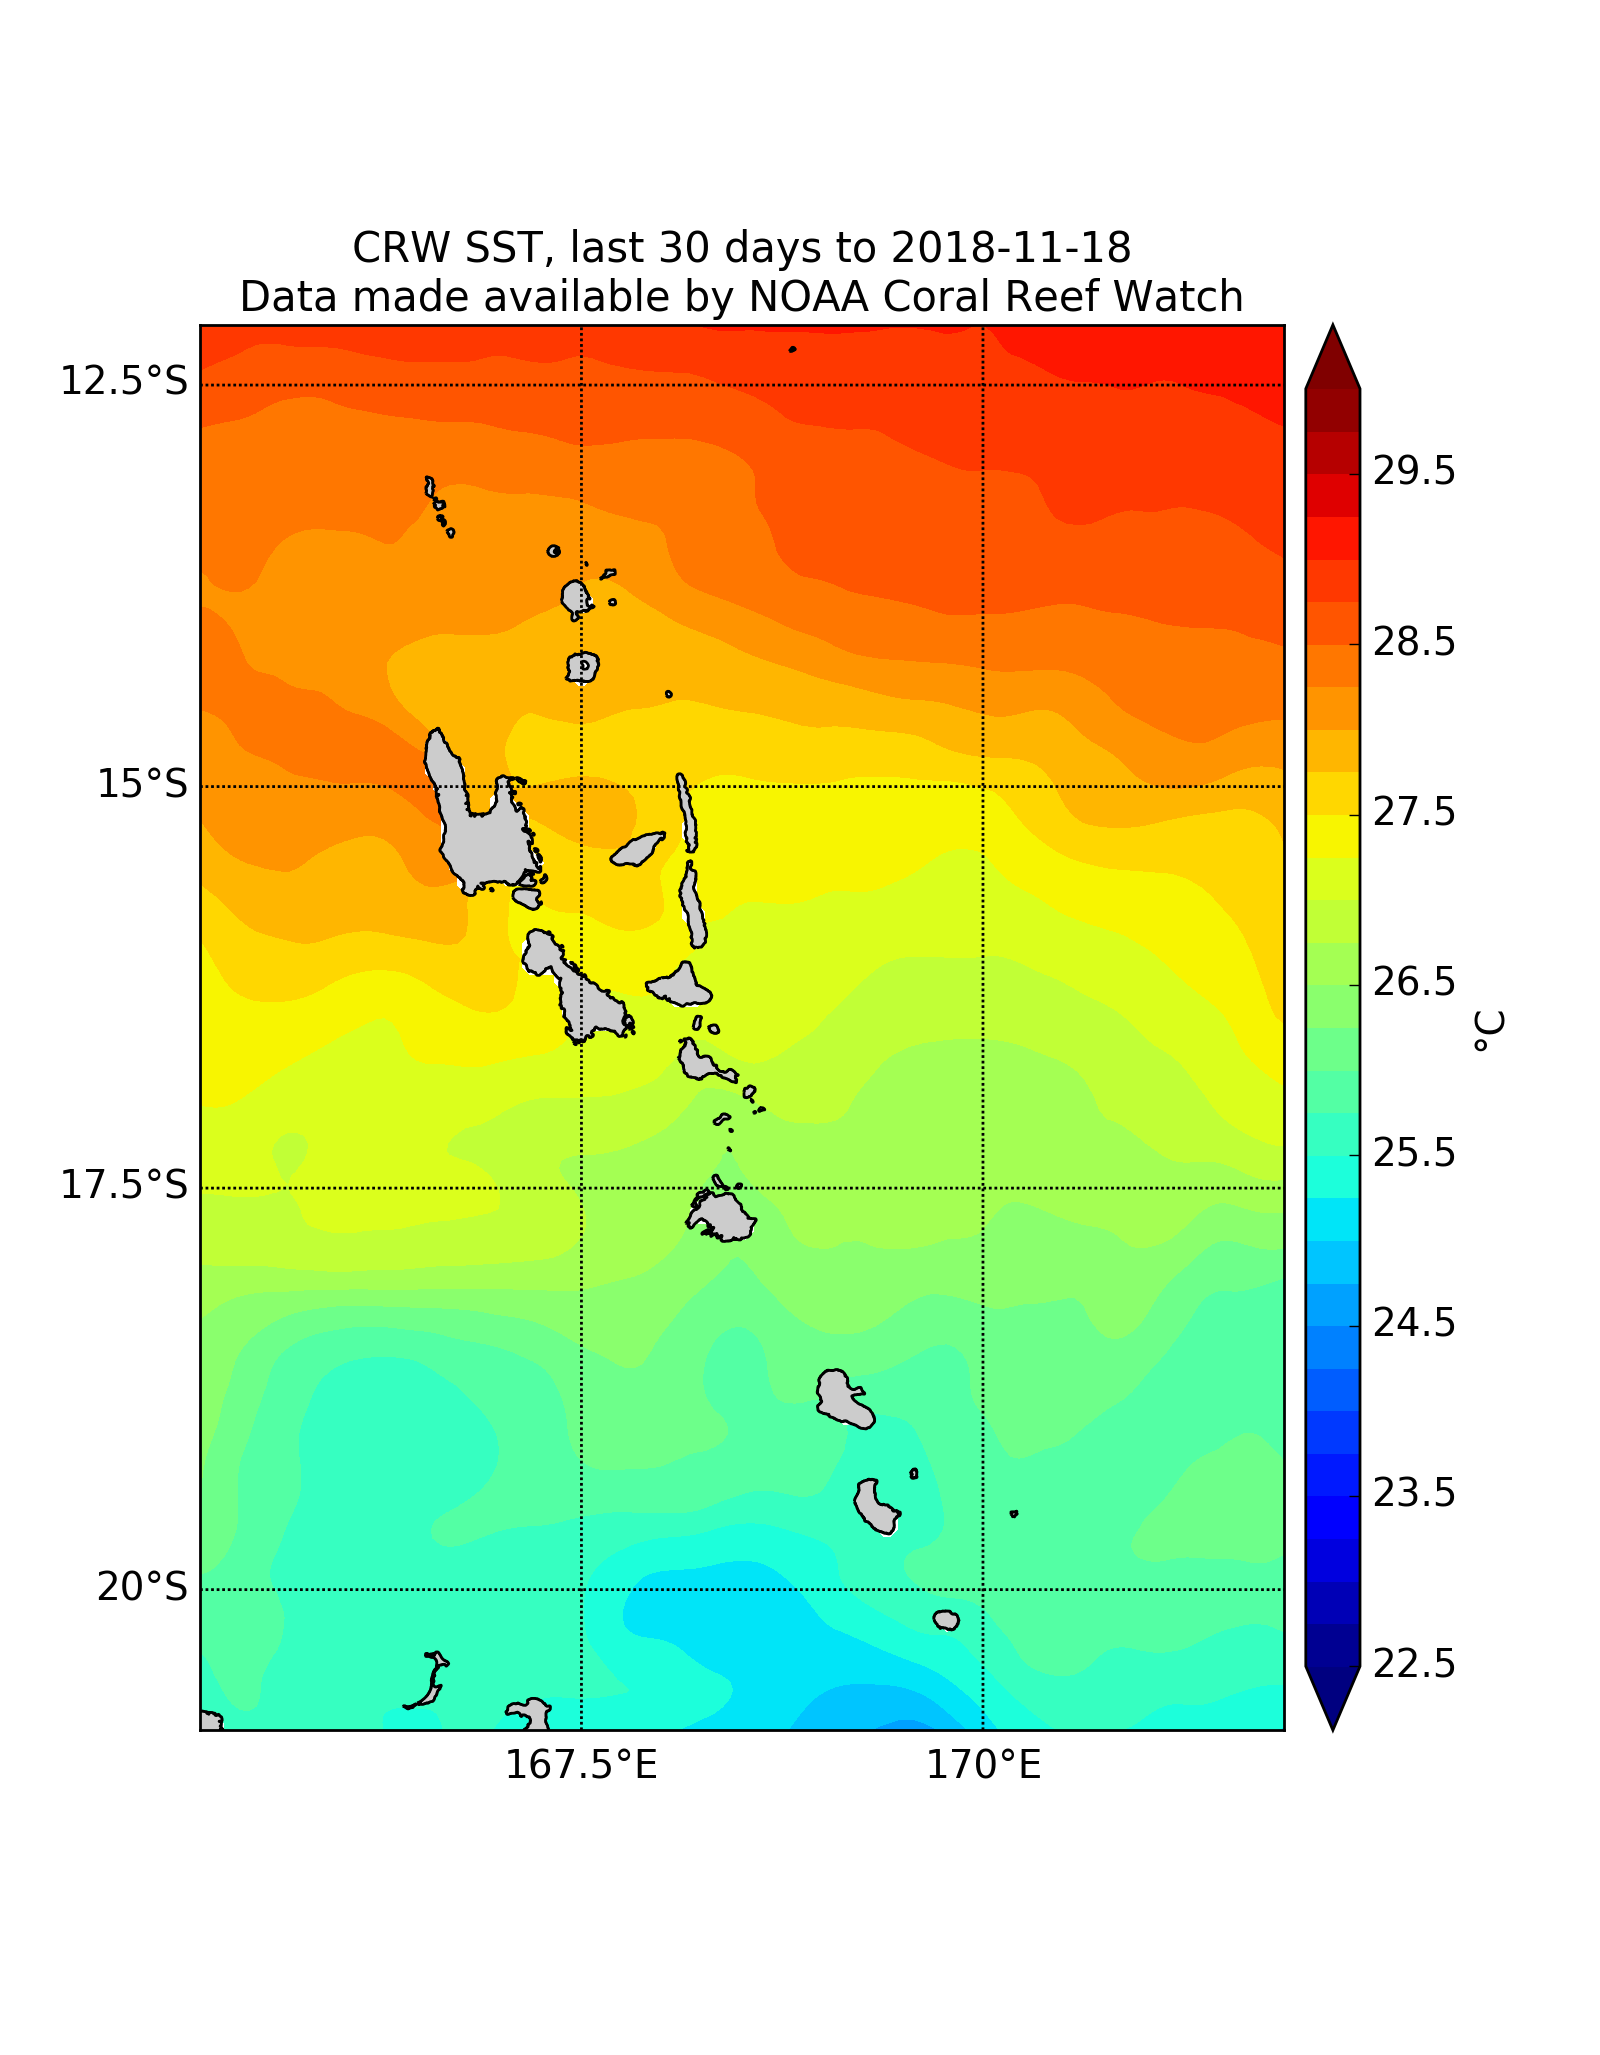 CRW SST, last 30 days to 2018-11-18
Data made available by NOAA Coral Reef Watch
12.5°S
15°S
17.5°S
20°S
167.5°E
170°E
29.5
28.5
27.5
26.5
25.5
24.5
23.5
22.5
°C